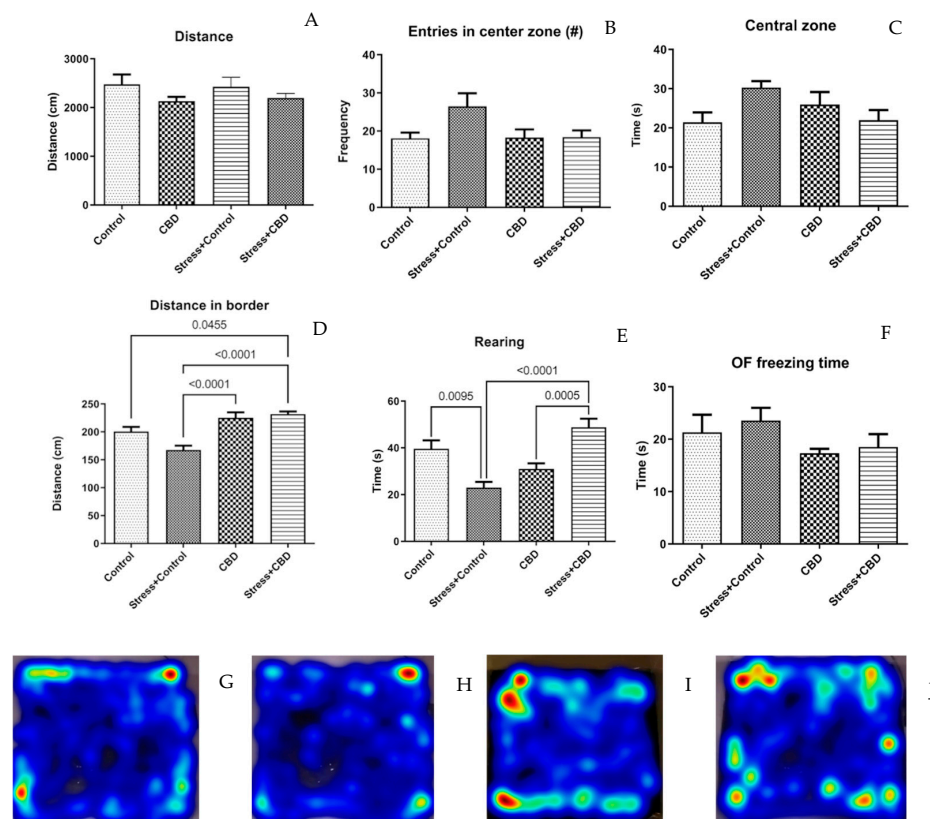 A
Distance
Distance (cm)
3000
2000
1000
0
Control
CBD
Stress+Control
Stress+CBD
B
Entries in center zone (#)
Frequency
40
30
20
10
0
Control
Stress+Control
CBD
Stress+CBD
C
Central zone
Time (s)
40
30
20
10
0
Control
Stress+Control
CBD
Stress+CBD
D
Distance in border
0.0455
<0.0001
<0.0001
Distance (cm)
250
200
150
100
50
0
Control
Stress+Control
CBD
Stress+CBD
E
Rearing
<0.0001
0.0095
0.0005
Time (s)
60
40
20
0
Control
Stress+Control
CBD
Stress+CBD
F
OF freezing time
Time (s)
30
20
10
0
Control
Stress+Control
CBD
Stress+CBD
G
H
I